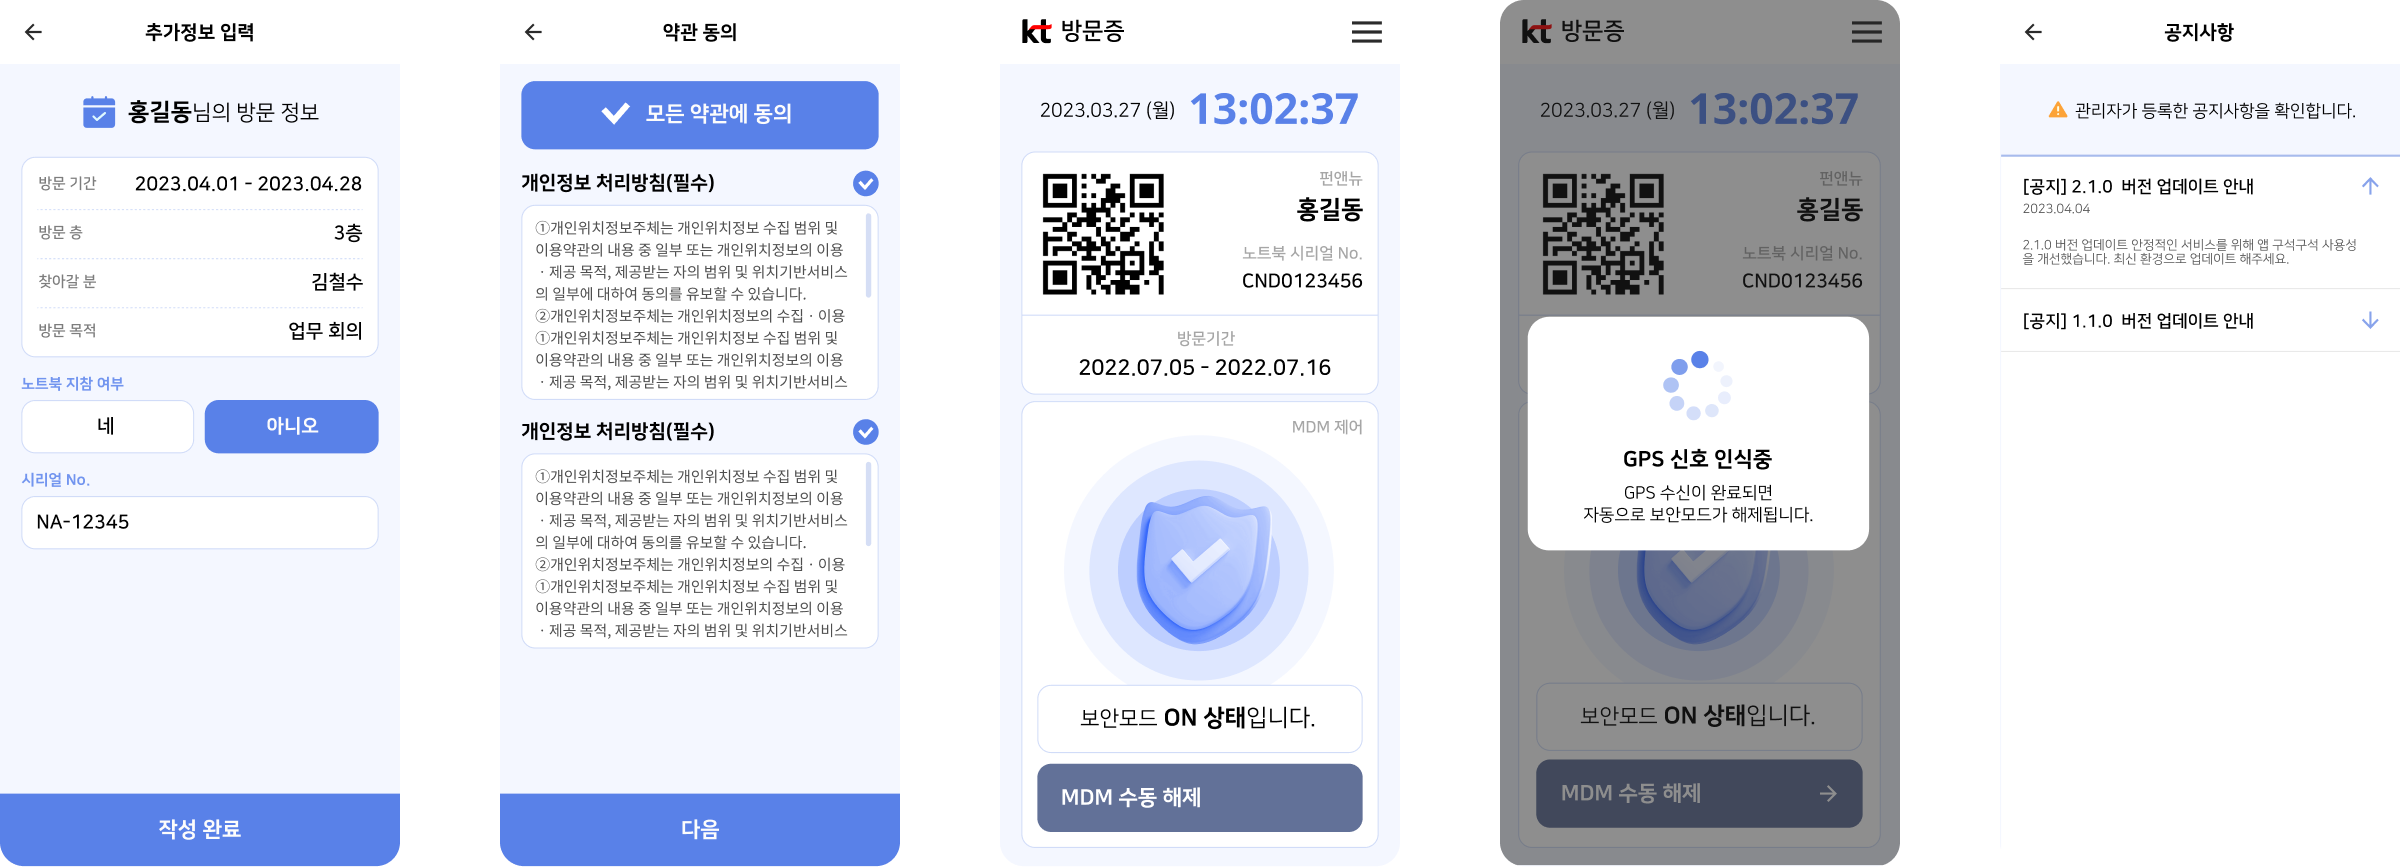 추가정보 입력
홍길동님의 방문 정보
방문 기간 2023.04.01 - 2023.04.28
방문 층 3층
찾아갈 분 김철수
방문 목적 업무 회의
노트북 지참 여부
네 아니오
시리얼 No.
NA-12345
작성 완료
약관 동의
모든 약관에 동의
개인정보 처리방침(필수)
①개인위치정보주체는 개인위치정보 수집 범위 및
이용약관의 내용 중 일부 또는 개인위치정보의 이용
· 제공 목적, 제공받는 자의 범위 및 위치기반서비스
의 일부에 대하여 동의를 유보할 수 있습니다.
②개인위치정보주체는 개인위치정보의 수집 · 이용
①개인위치정보주체는 개인위치정보 수집 범위 및
이용약관의 내용 중 일부 또는 개인위치정보의 이용
· 제공 목적, 제공받는 자의 범위 및 위치기반서비스
개인정보 처리방침(필수)
①개인위치정보주체는 개인위치정보 수집 범위 및
이용약관의 내용 중 일부 또는 개인위치정보의 이용
· 제공 목적, 제공받는 자의 범위 및 위치기반서비스
의 일부에 대하여 동의를 유보할 수 있습니다.
②개인위치정보주체는 개인위치정보의 수집 · 이용
①개인위치정보주체는 개인위치정보 수집 범위 및
이용약관의 내용 중 일부 또는 개인위치정보의 이용
· 제공 목적, 제공받는 자의 범위 및 위치기반서비스
다음
kt 방문증
2023.03.27 (월) 13:02:37
펀앤뉴
홍길동
노트북 시리얼 No.
CND0123456
방문기간
2022.07.05 - 2022.07.16
MDM 제어
보안모드 ON 상태입니다.
MDM 수동 해제
kt 방문증
2023.03.27 (월) 13:02:37
펀앤뉴
홍길동
노트북 시리얼 No.
CND0123456
GPS 신호 인식중
GPS 수신이 완료되면
자동으로 보안모드가 해제됩니다.
보안모드 ON 상태입니다.
MDM 수동 해제
공지사항
관리자가 등록한 공지사항을 확인합니다.
[공지] 2.1.0 버전 업데이트 안내
2023.04.04
2.1.0 버전 업데이트 안정적인 서비스를 위해 앱 구석구석 사용성
을 개선했습니다. 최신 환경으로 업데이트 해주세요.
[공지] 1.1.0 버전 업데이트 안내